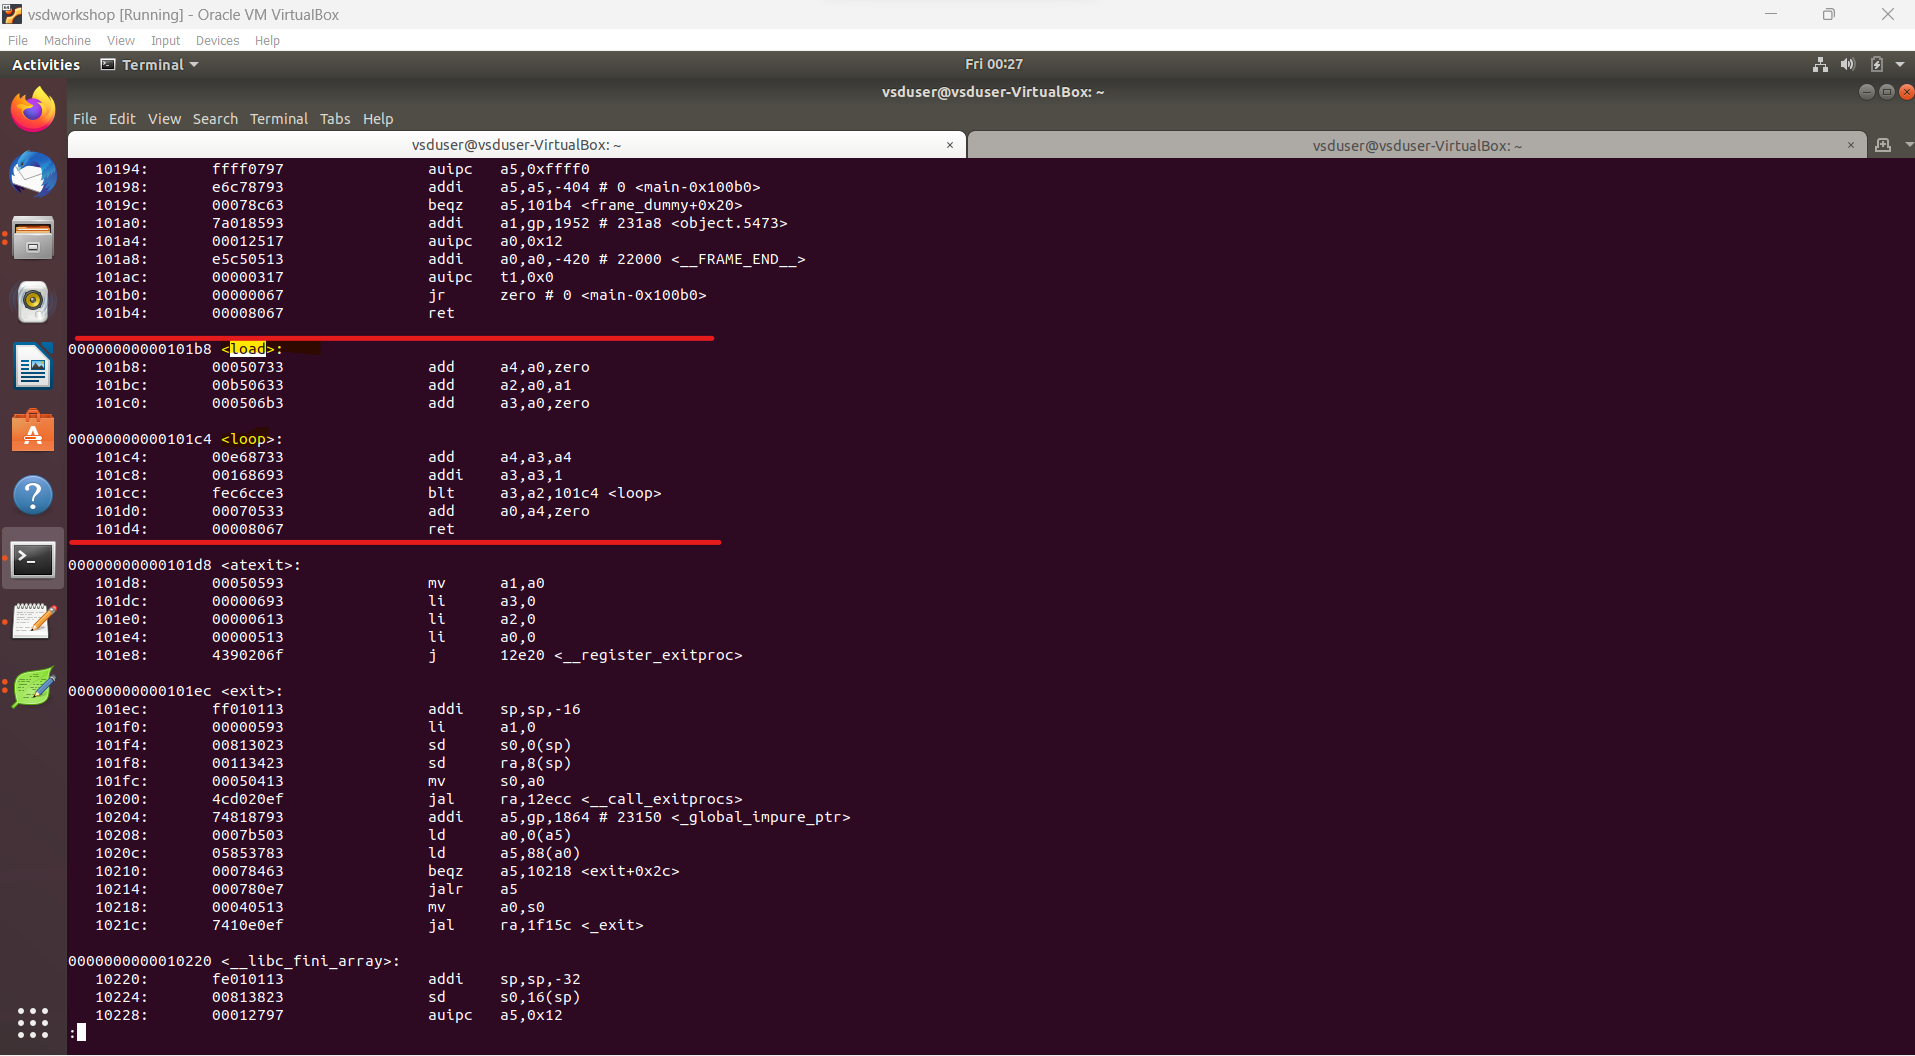 vsdworkshop [Running] - Oracle VM VirtualBox
File Machine View Input Devices Help
Activities Terminal Fri 00:27
vsduser@vsduser-VirtualBox: ~
File Edit View Search Terminal Tabs Help
vsduser@vsduser-VirtualBox: ~ × vsduser@vsduser-VirtualBox: ~ ×
10194: ffff0797 auipc a5,0xffff0
10198: e6c78793 addi a5,a5,-404 # 0 <main-0x100b0>
1019c: 00078c63 beqz a5,101b4 <frame_dummy+0x20>
101a0: 7a018593 addi a1,gp,1952 # 231a8 <object.5473>
101a4: 00012517 auipc a0,0x12
101a8: e5c50513 addi a0,a0,-420 # 22000 <__FRAME_END__>
101ac: 00000317 auipc t1,0x0
101b0: 00000067 jr zero # 0 <main-0x100b0>
101b4: 00008067 ret
00000000000101b8 <load>:
101b8: 00050733 add a4,a0,zero
101bc: 00b50633 add a2,a0,a1
101c0: 000506b3 add a3,a0,zero
00000000000101c4 <loop>:
101c4: 00e68733 add a4,a3,a4
101c8: 00168693 addi a3,a3,1
101cc: fec6cce3 blt a3,a2,101c4 <loop>
101d0: 00070533 add a0,a4,zero
101d4: 00008067 ret
00000000000101d8 <atexit>:
101d8: 00050593 mv a1,a0
101dc: 00000693 li a3,0
101e0: 00000613 li a2,0
101e4: 00000513 li a0,0
101e8: 4390206f j 12e20 <__register_exitproc>
00000000000101ec <exit>:
101ec: ff010113 addi sp,sp,-16
101f0: 00000593 li a1,0
101f4: 00813023 sd s0,0(sp)
101f8: 00113423 sd ra,8(sp)
101fc: 00050413 mv s0,a0
10200: 4cd020ef jal ra,12ecc <__call_exitprocs>
10204: 74818793 addi a5,gp,1864 # 23150 <_global_impure_ptr>
10208: 0007b503 ld a0,0(a5)
1020c: 05853783 ld a5,88(a0)
10210: 00078463 beqz a5,10218 <exit+0x2c>
10214: 000780e7 jalr a5
10218: 00040513 mv a0,s0
1021c: 7410e0ef jal ra,1f15c <_exit>
0000000000010220 <__libc_fini_array>:
10220: fe010113 addi sp,sp,-32
10224: 00813823 sd s0,16(sp)
10228: 00012797 auipc a5,0x12
: